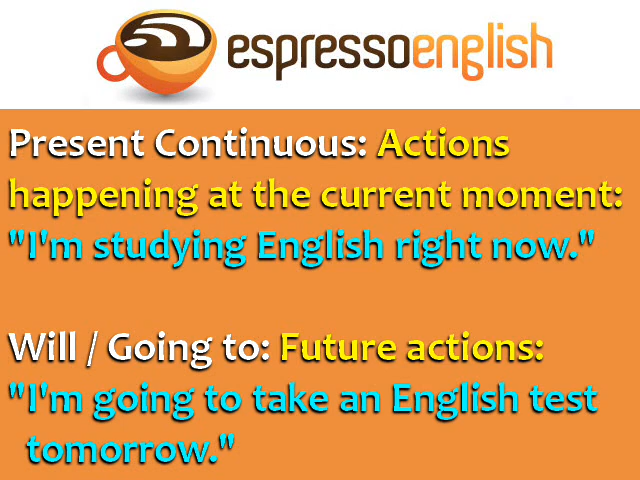 espressoenglish
Present Continuous: Actions
happening at the current moment:
"I'm studying English right now."
Will / Going to: Future actions:
"I'm going to take an English test
tomorrow."